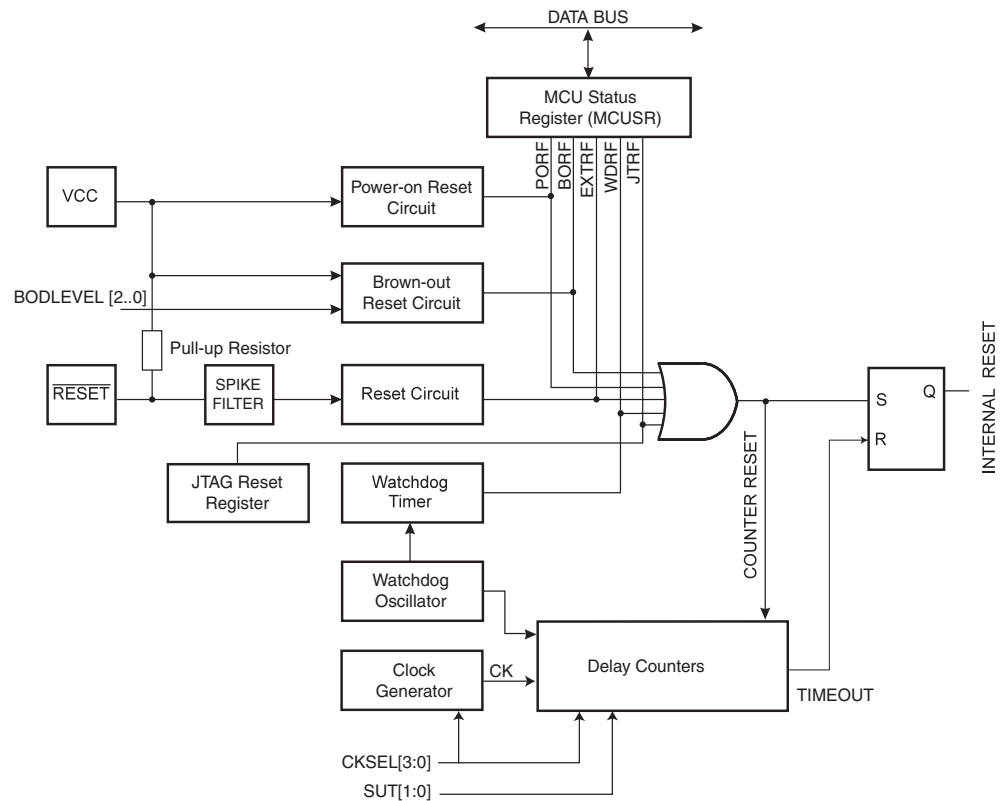 DATA BUS
MCU Status
Register (MCUSR)
PORF
BORF
EXTRF
WDRF
JTRF
VCC
Power-on Reset
Circuit
Brown-out
Reset Circuit
BODLEVEL [2..0]
Pull-up Resistor
RESET
SPIKE
FILTER
Reset Circuit
JTAG Reset
Register
Watchdog
Timer
Watchdog
Oscillator
Clock
Generator
CK
Delay Counters
COUNTER RESET
S
R
Q
INTERNAL RESET
TIMEOUT
CKSEL[3:0]
SUT[1:0]